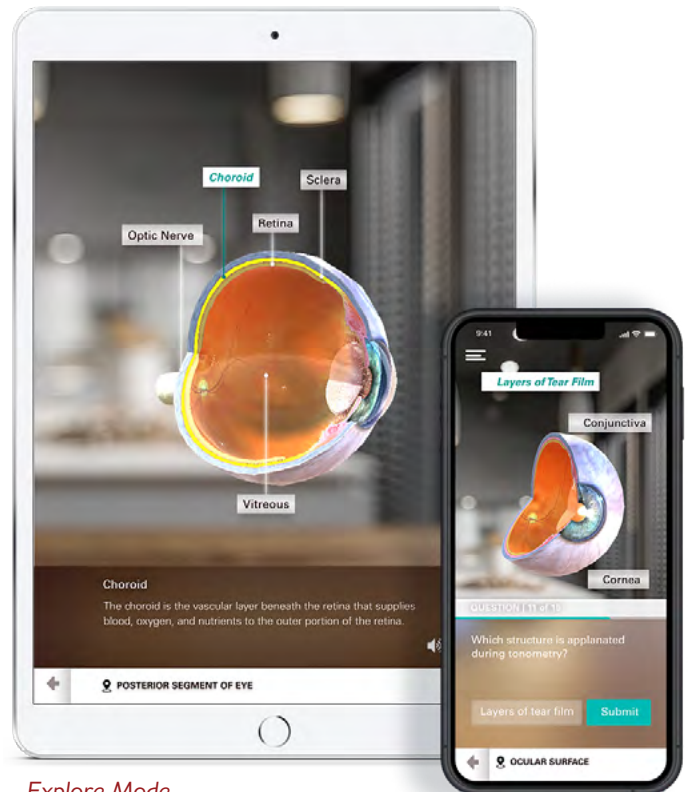 Choroid
Sclera
Retina
Optic Nerve
Vitreous
Choroid
The choroid is the vascular layer beneath the retina that supplies
blood, oxygen, and nutrients to the outer portion of the retina.
POSTERIOR SEGMENT OF EYE
9:41
Layers of Tear Film
Conjunctiva
Cornea
QUESTION | 11 of 18
Which structure is applanated
during tonometry?
Layers of tear film
Submit
OCULAR SURFACE
Explore Mode